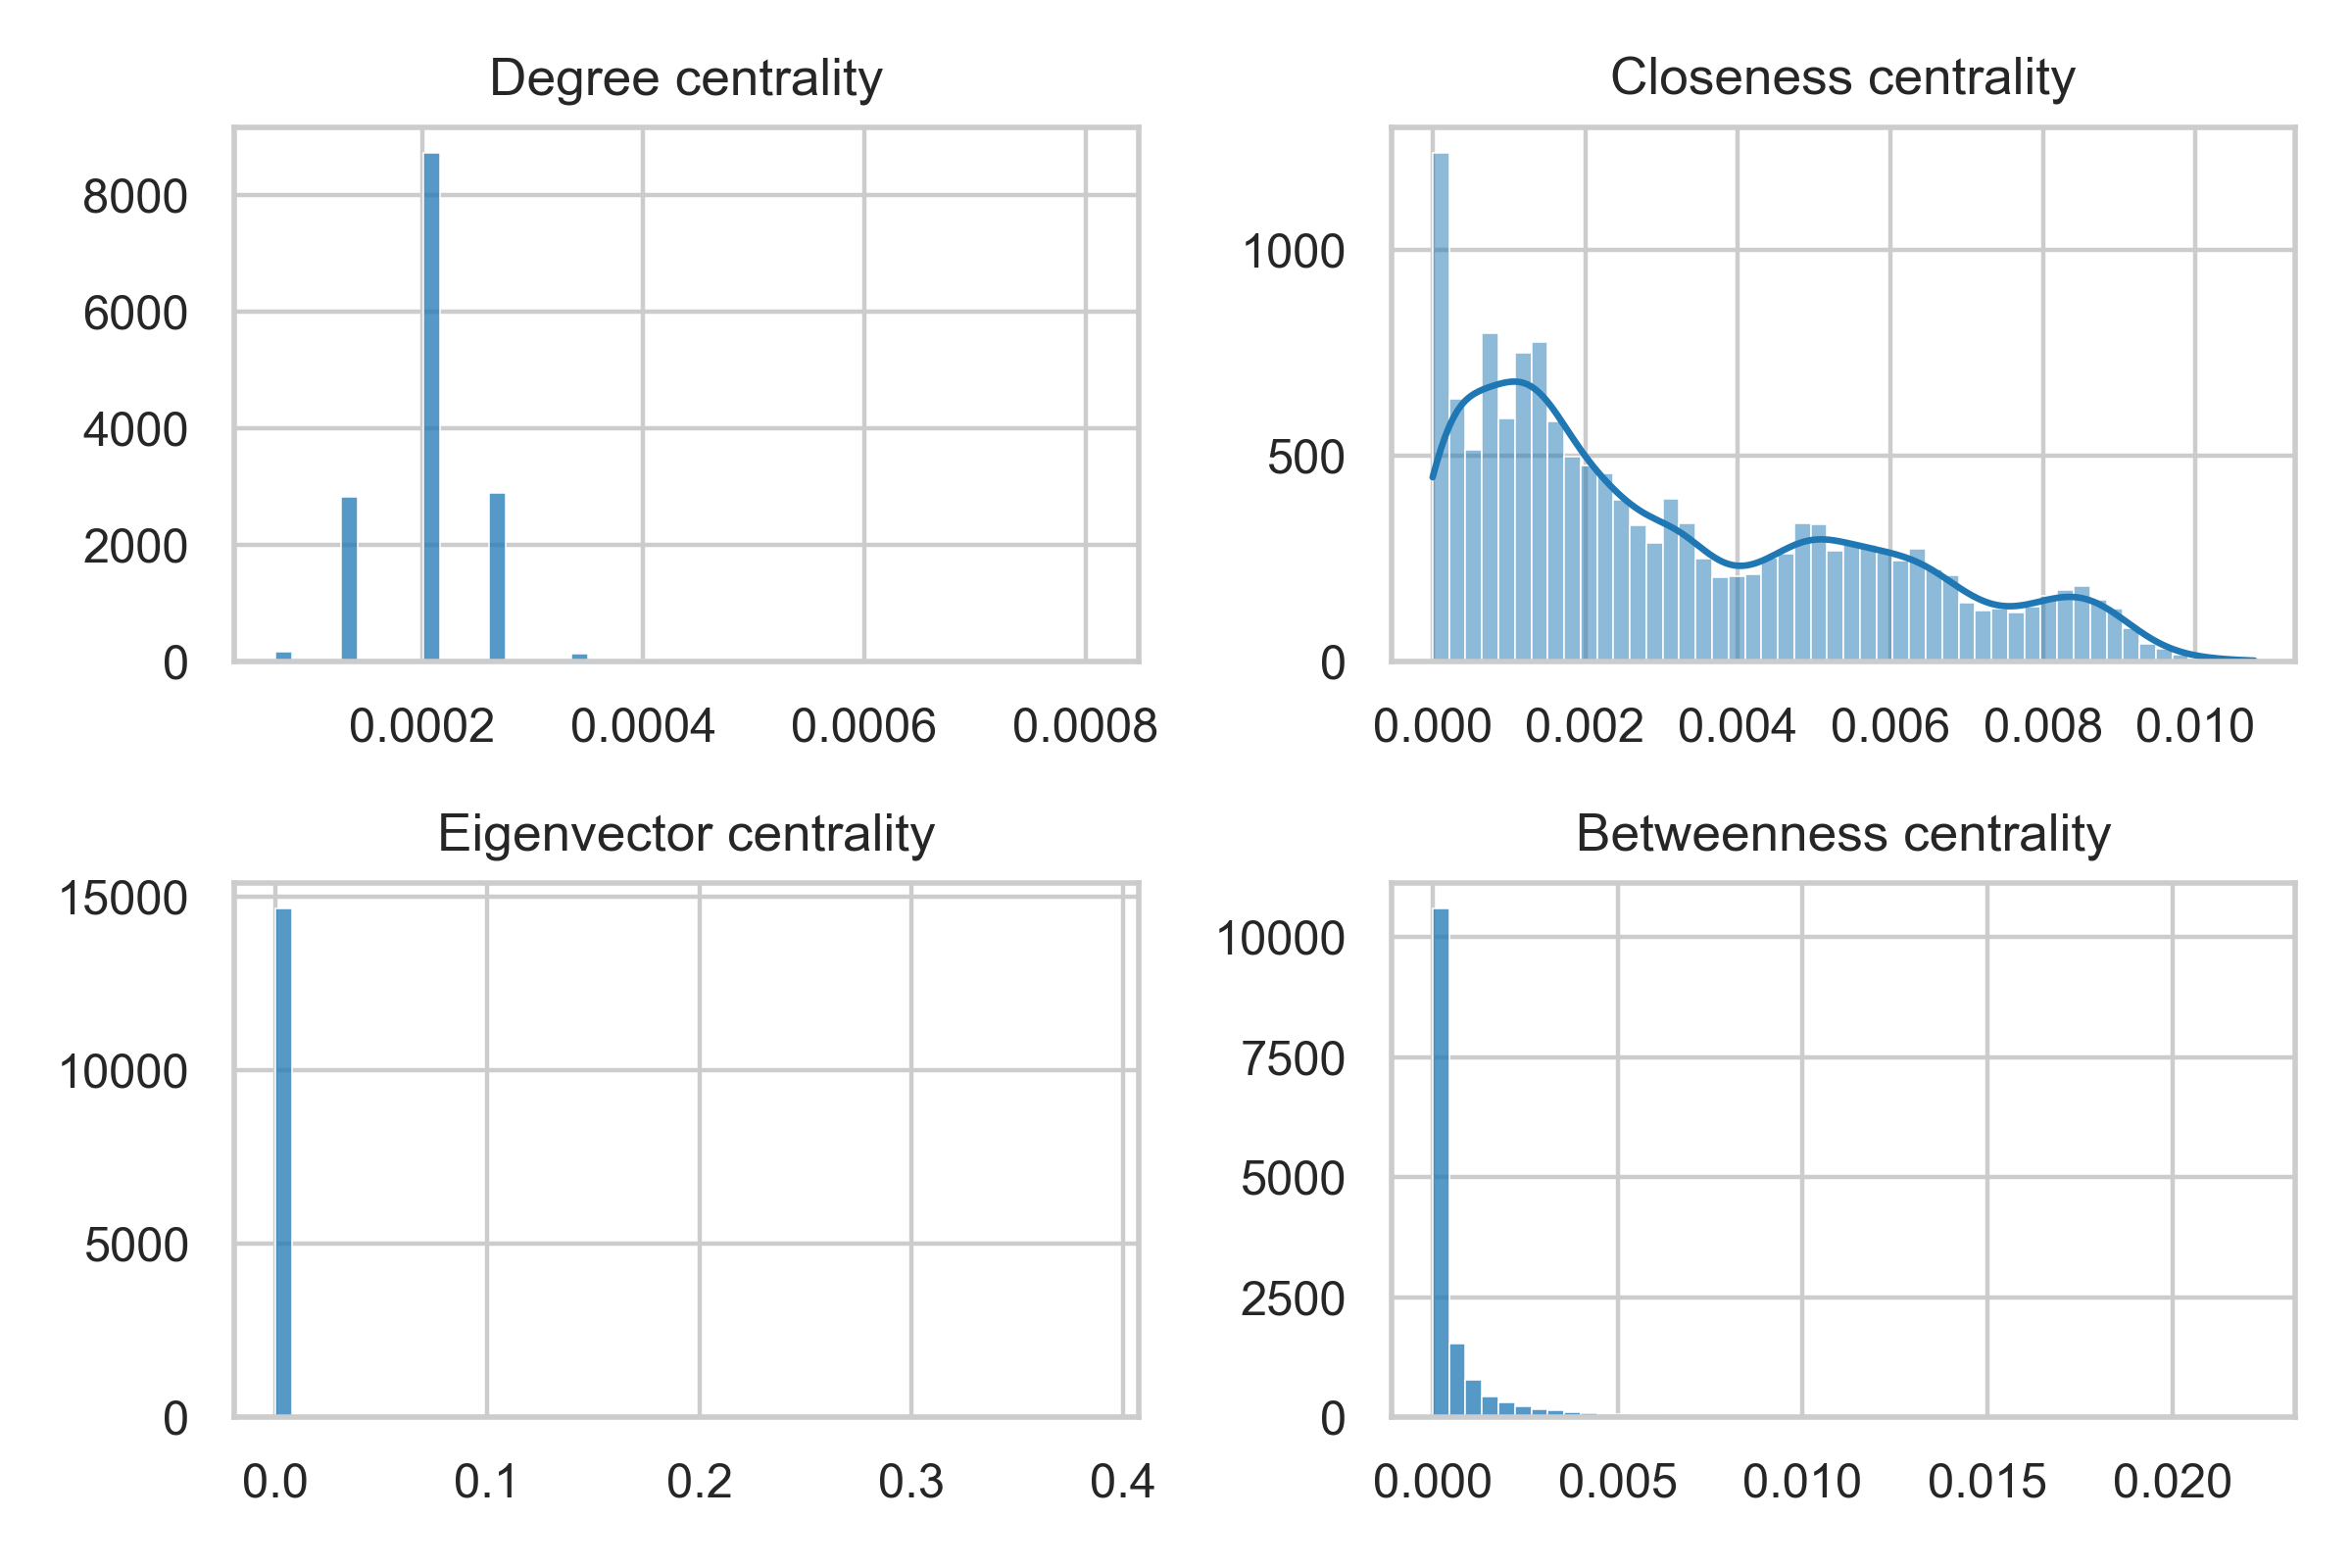 Degree centrality
8000
6000
4000
2000
0
0.0002 0.0004 0.0006 0.0008
Closeness centrality
1000
500
0
0.000 0.002 0.004 0.006 0.008 0.010
Eigenvector centrality
15000
10000
5000
0
0.0 0.1 0.2 0.3 0.4
Betweenness centrality
10000
7500
5000
2500
0
0.000 0.005 0.010 0.015 0.020